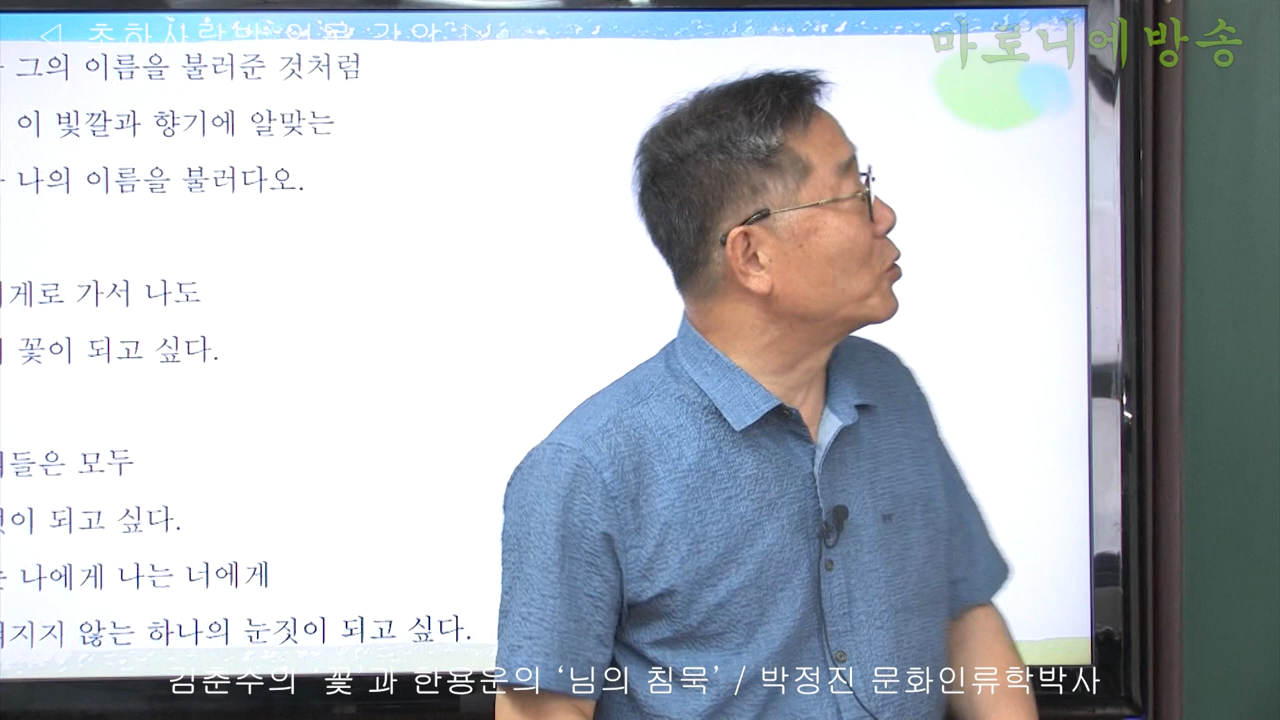 마로니에방송
그의 이름을 불러준 것처럼
이 빛깔과 향기에 알맞는
나의 이름을 불러다오.
게로 가서 나도
꽃이 되고 싶다.
들은 모두
이 되고 싶다.
나에게 나는 너에게
지지 않는 하나의 눈짓이 되고 싶다.
김춘수의 ‘꽃’과 한용운의 ‘님의 침묵’ / 박정진 문화인류학박사